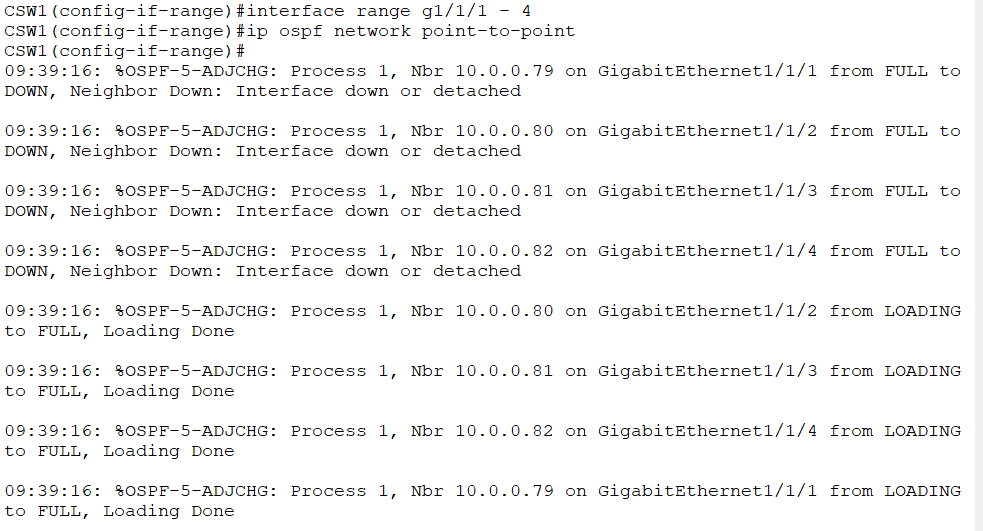 CSW1(config-if-range)#interface range g1/1/1 - 4
CSW1(config-if-range)#ip ospf network point-to-point
CSW1(config-if-range)#
09:39:16: %OSPF-5-ADJCHG: Process 1, Nbr 10.0.0.79 on GigabitEthernet1/1/1 from FULL to
DOWN, Neighbor Down: Interface down or detached
09:39:16: %OSPF-5-ADJCHG: Process 1, Nbr 10.0.0.80 on GigabitEthernet1/1/2 from FULL to
DOWN, Neighbor Down: Interface down or detached
09:39:16: %OSPF-5-ADJCHG: Process 1, Nbr 10.0.0.81 on GigabitEthernet1/1/3 from FULL to
DOWN, Neighbor Down: Interface down or detached
09:39:16: %OSPF-5-ADJCHG: Process 1, Nbr 10.0.0.82 on GigabitEthernet1/1/4 from FULL to
DOWN, Neighbor Down: Interface down or detached
09:39:16: %OSPF-5-ADJCHG: Process 1, Nbr 10.0.0.80 on GigabitEthernet1/1/2 from LOADING
to FULL, Loading Done
09:39:16: %OSPF-5-ADJCHG: Process 1, Nbr 10.0.0.81 on GigabitEthernet1/1/3 from LOADING
to FULL, Loading Done
09:39:16: %OSPF-5-ADJCHG: Process 1, Nbr 10.0.0.82 on GigabitEthernet1/1/4 from LOADING
to FULL, Loading Done
09:39:16: %OSPF-5-ADJCHG: Process 1, Nbr 10.0.0.79 on GigabitEthernet1/1/1 from LOADING
to FULL, Loading Done